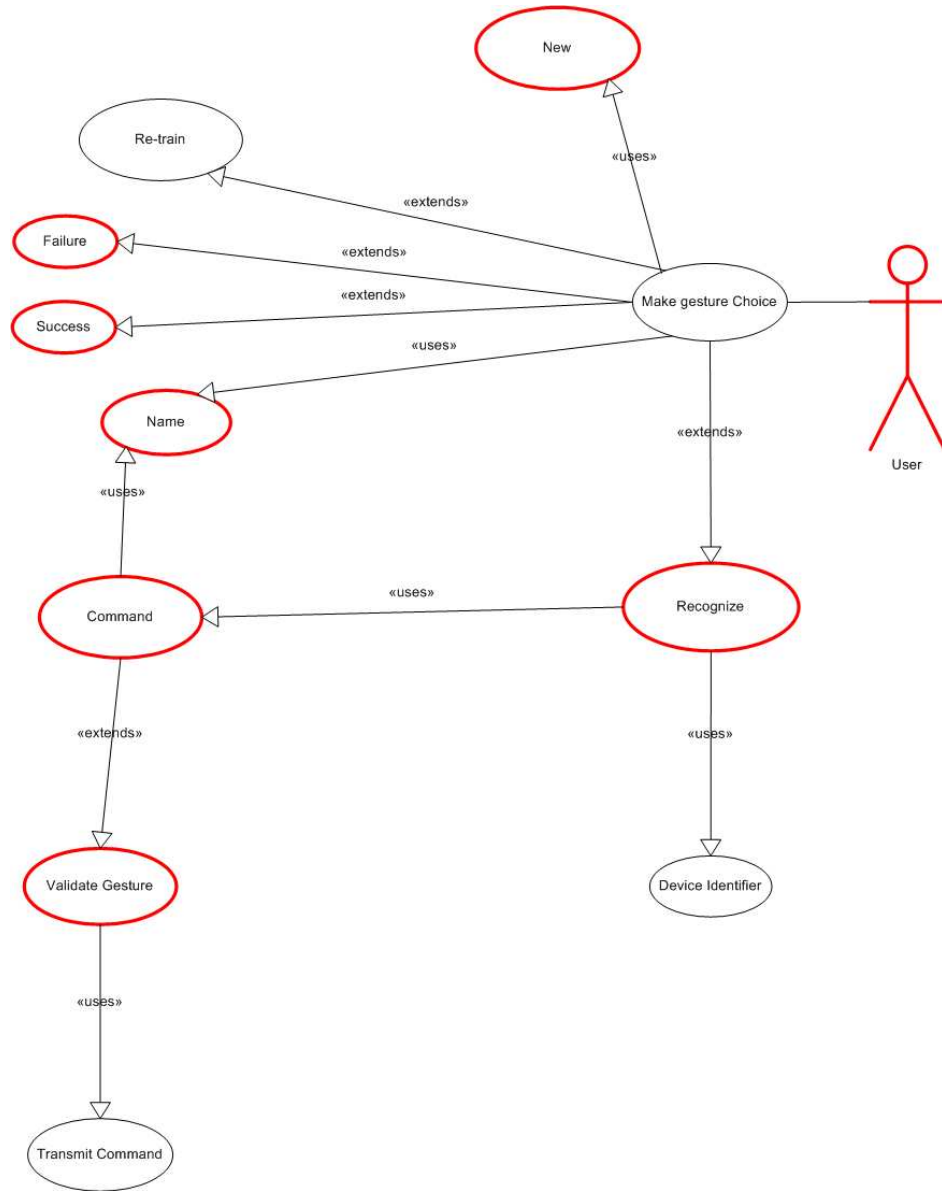 New
«uses»
Re-train
«extends»
Failure
«extends»
Success
«extends»
Make gesture Choice
«uses»
Name
«extends»
User
«uses»
Command
«uses»
Recognize
«extends»
«uses»
Validate Gesture
Device Identifier
«uses»
Transmit Command